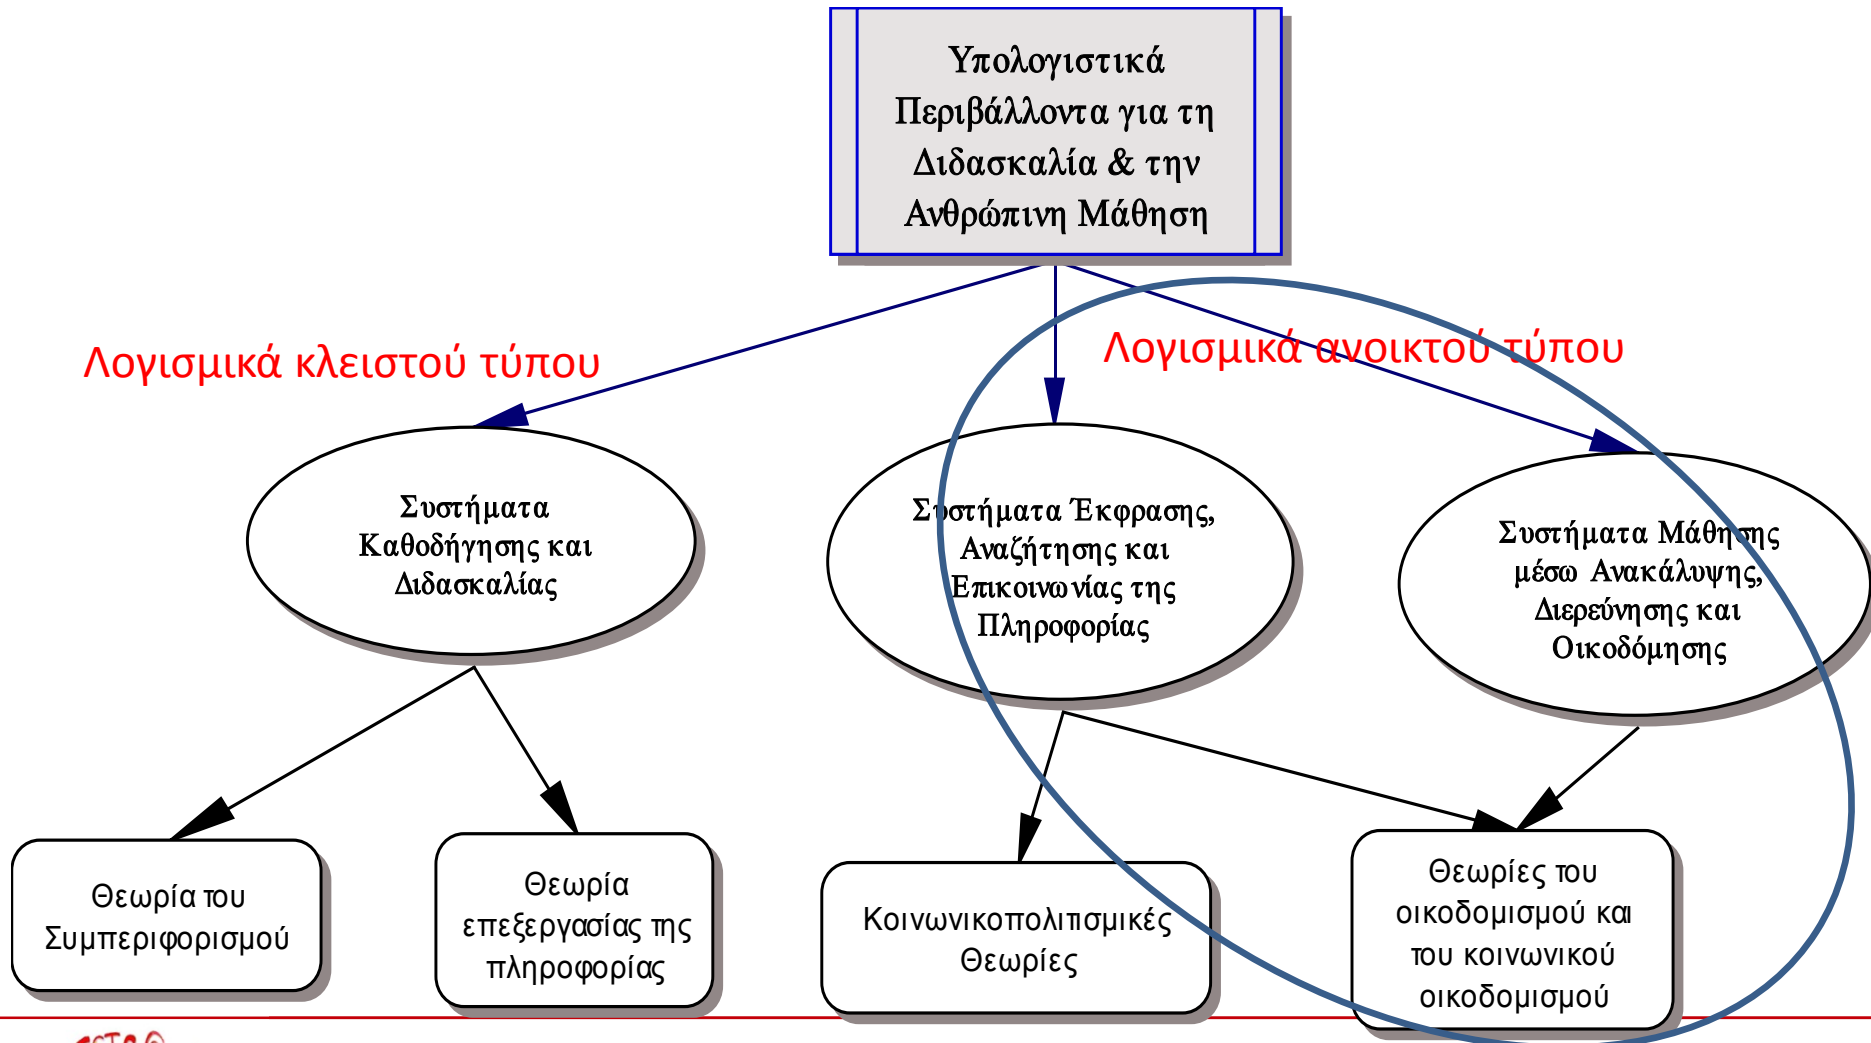 Υπολογιστικά
Περιβάλλοντα για τη
Διδασκαλία & την
Ανθρώπινη Μάθηση
Λογισμικά κλειστού τύπου
Λογισμικά ανοικτού τύπου
Συστήματα
Καθοδήγησης και
Διδασκαλίας
Συστήματα Έκφρασης,
Αναζήτησης και
Επικοινωνίας της
Πληροφορίας
Συστήματα Μάθησης
μέσω Ανακάλυψης,
Διερεύνησης και
Οικοδόμησης
Θεωρία του
Συμπεριφορισμού
Θεωρία
επεξεργασίας της
πληροφορίας
Κοινωνικοπολιτισμικές
Θεωρίες
Θεωρίες του
οικοδομισμού και
του κοινωνικού
οικοδομισμού